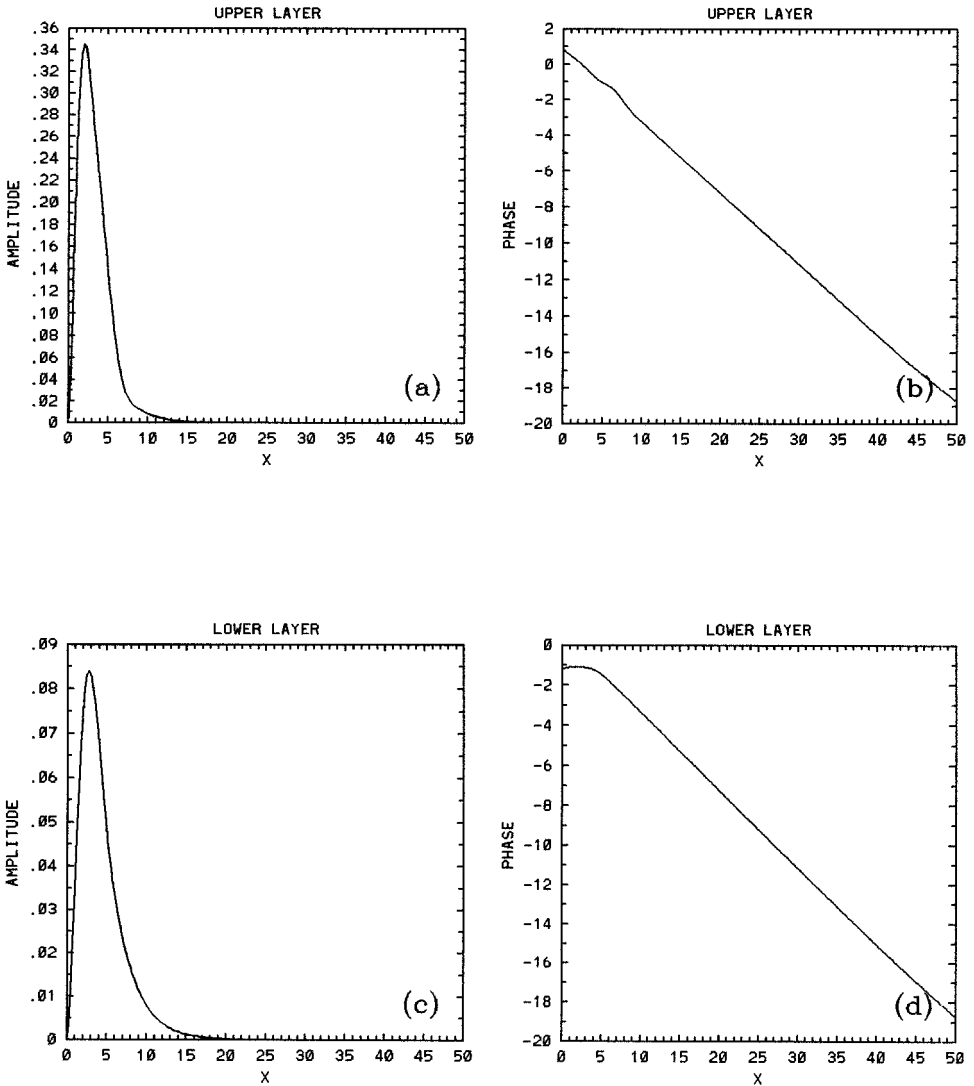 UPPER LAYER
.36
.34
.32
.30
.28
.26
.24
.22
.20
.18
.16
.14
.12
.10
.08
.06
.04
.02
0
AMPLITUDE
0 5 10 15 20 25 30 35 40 45 50
X
(a)
UPPER LAYER
2
0
-2
-4
-6
-8
-10
-12
-14
-16
-18
-20
PHASE
0 5 10 15 20 25 30 35 40 45 50
X
(b)
LOWER LAYER
.09
.08
.07
.06
.05
.04
.03
.02
.01
0
AMPLITUDE
0 5 10 15 20 25 30 35 40 45 50
X
(c)
LOWER LAYER
0
-2
-4
-6
-8
-10
-12
-14
-16
-18
-20
PHASE
0 5 10 15 20 25 30 35 40 45 50
X
(d)